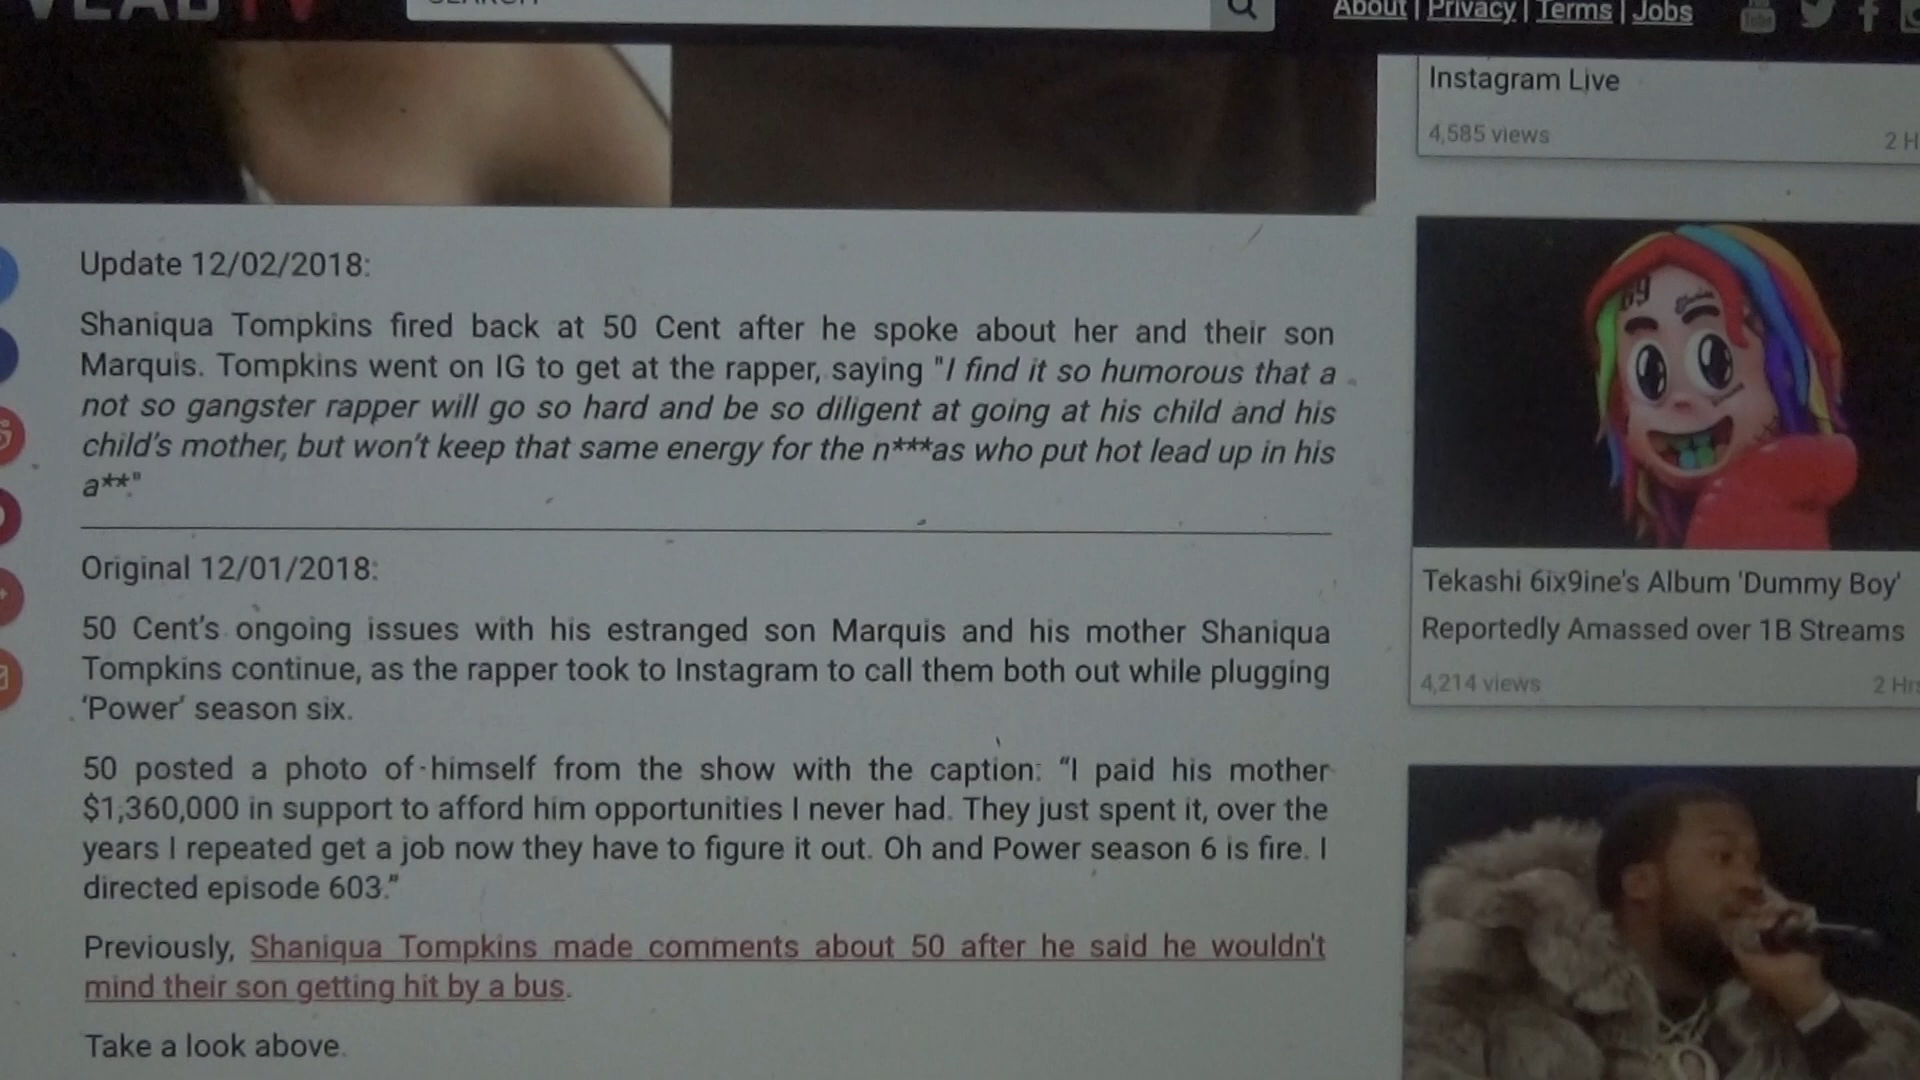 VLADTV
About | Privacy | Terms | Jobs
Instagram Live
4,585 views
2 H
Update 12/02/2018:
Shaniqua Tompkins fired back at 50 Cent after he spoke about her and their son
Marquis. Tompkins went on IG to get at the rapper, saying "I find it so humorous that a
not so gangster rapper will go so hard and be so diligent at going at his child and his
child's mother, but won't keep that same energy for the n***as who put hot lead up in his
a**."
Original 12/01/2018:
50 Cent's ongoing issues with his estranged son Marquis and his mother Shaniqua
Tompkins continue, as the rapper took to Instagram to call them both out while plugging
‘Power’ season six.
50 posted a photo of himself from the show with the caption: “I paid his mother
$1,360,000 in support to afford him opportunities I never had. They just spent it, over the
years I repeated get a job now they have to figure it out. Oh and Power season 6 is fire. I
directed episode 603.”
Previously, Shaniqua Tompkins made comments about 50 after he said he wouldn't
mind their son getting hit by a bus.
Take a look above.
69
Tekashi 6ix9ine's Album 'Dummy Boy'
Reportedly Amassed over 1B Streams
4,214 views
2 Hrs